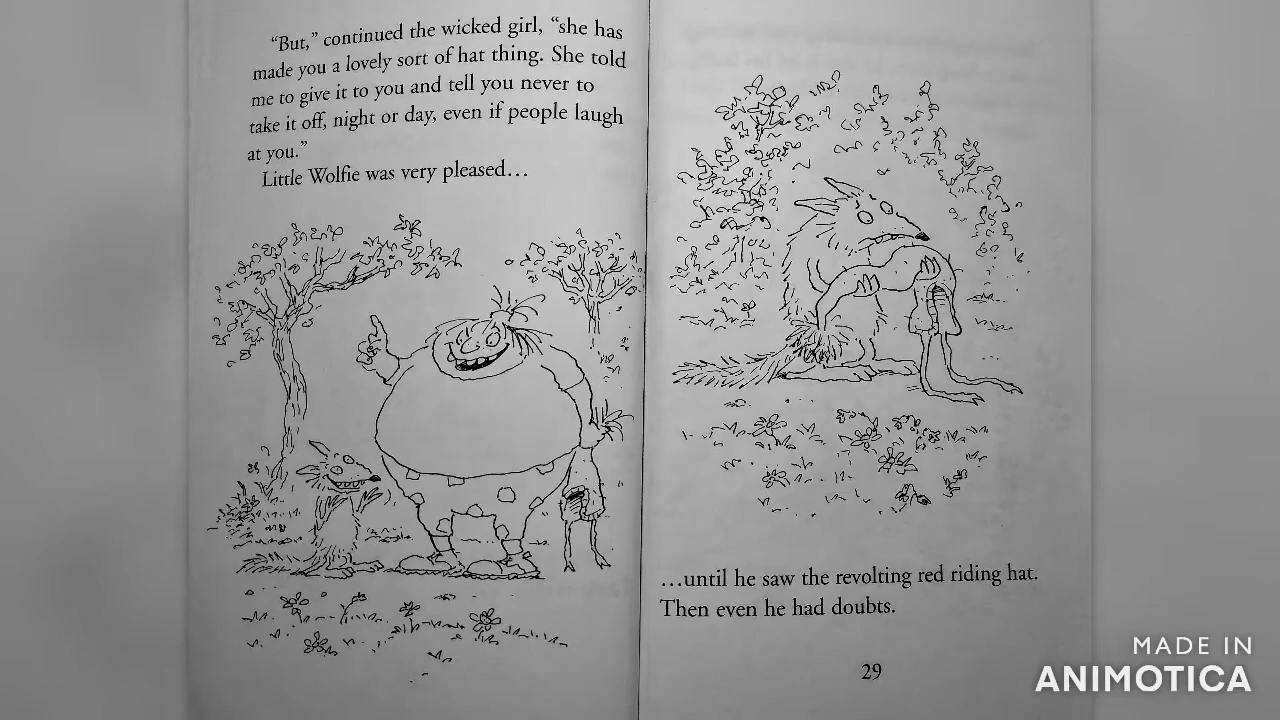 “But,” continued the wicked girl, “she has
made you a lovely sort of hat thing. She told
me to give it to you and tell you never to
take it off, night or day, even if people laugh
at you.”
Little Wolfie was very pleased…
…until he saw the revolting red riding hat.
Then even he had doubts.
29
MADE IN
ANIMOTICA